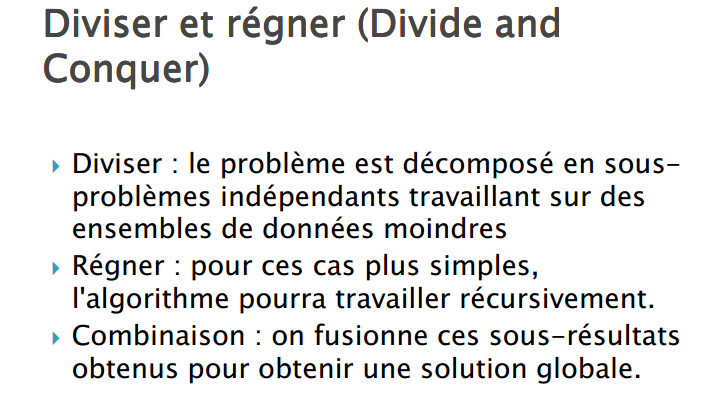 Diviser et régner (Divide and
Conquer)
Diviser : le problème est décomposé en sous-
problèmes indépendants travaillant sur des
ensembles de données moindres
Régner : pour ces cas plus simples,
l'algorithme pourra travailler récursivement.
Combinaison : on fusionne ces sous-résultats
obtenus pour obtenir une solution globale.